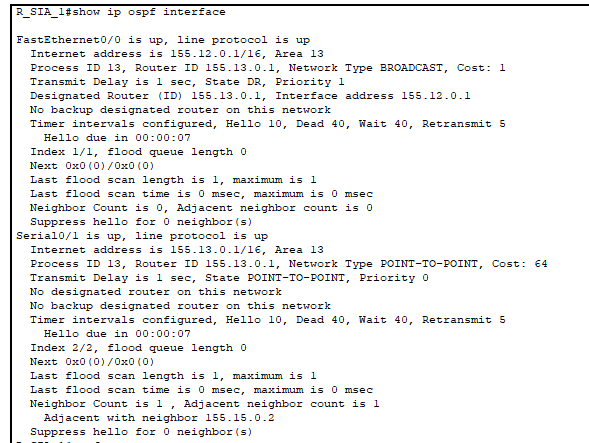 R_SIA_1#show ip ospf interface
FastEthernet0/0 is up, line protocol is up
Internet address is 155.12.0.1/16, Area 13
Process ID 13, Router ID 155.13.0.1, Network Type BROADCAST, Cost: 1
Transmit Delay is 1 sec, State DR, Priority 1
Designated Router (ID) 155.13.0.1, Interface address 155.12.0.1
No backup designated router on this network
Timer intervals configured, Hello 10, Dead 40, Wait 40, Retransmit 5
Hello due in 00:00:07
Index 1/1, flood queue length 0
Next 0x0(0)/0x0(0)
Last flood scan length is 1, maximum is 1
Last flood scan time is 0 msec, maximum is 0 msec
Neighbor Count is 0, Adjacent neighbor count is 0
Suppress hello for 0 neighbor(s)
Serial0/1 is up, line protocol is up
Internet address is 155.13.0.1/16, Area 13
Process ID 13, Router ID 155.13.0.1, Network Type POINT-TO-POINT, Cost: 64
Transmit Delay is 1 sec, State POINT-TO-POINT, Priority 0
No designated router on this network
No backup designated router on this network
Timer intervals configured, Hello 10, Dead 40, Wait 40, Retransmit 5
Hello due in 00:00:07
Index 2/2, flood queue length 0
Next 0x0(0)/0x0(0)
Last flood scan length is 1, maximum is 1
Last flood scan time is 0 msec, maximum is 0 msec
Neighbor Count is 1 , Adjacent neighbor count is 1
Adjacent with neighbor 155.15.0.2
Suppress hello for 0 neighbor(s)